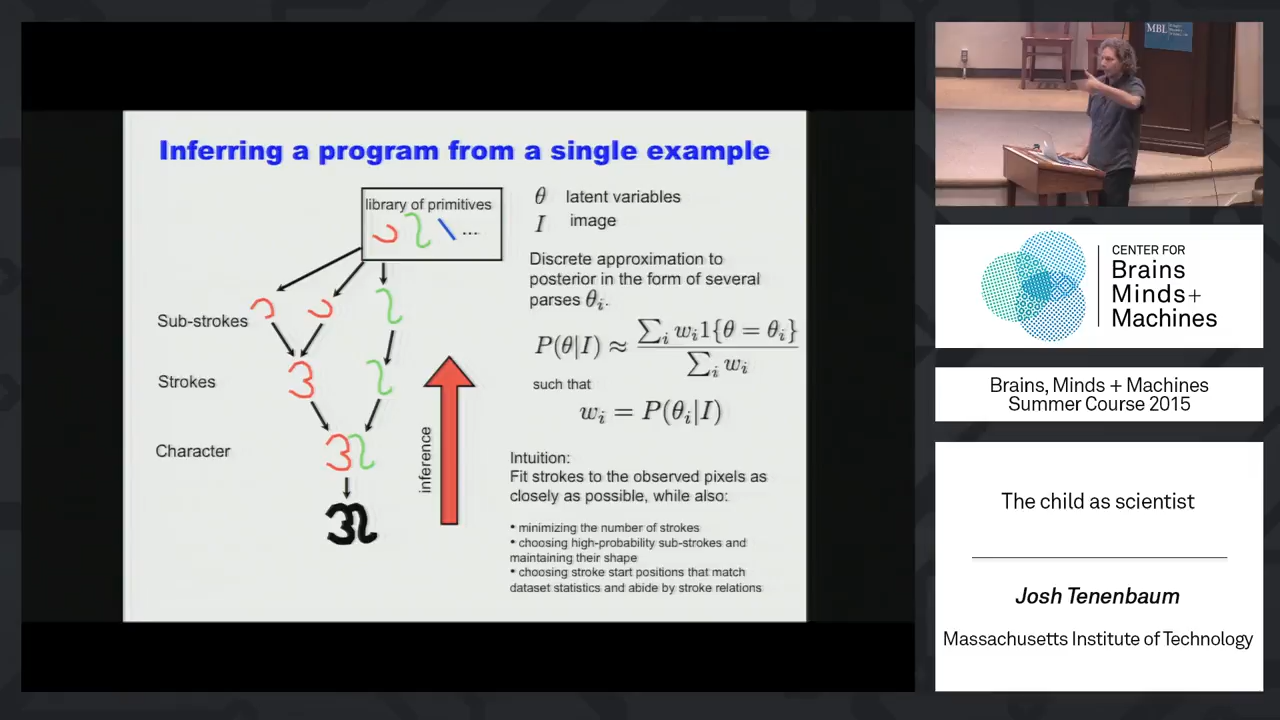 Inferring a program from a single example
library of primitives
...
Sub-strokes
Strokes
Character
inference
θ latent variables
I image
Discrete approximation to
posterior in the form of several
parses θᵢ.
P(θ|I) ≈ ∑ᵢ wᵢ1{θ = θᵢ} / ∑ᵢ wᵢ
such that
wᵢ = P(θᵢ|I)
Intuition:
Fit strokes to the observed pixels as
closely as possible, while also:
• minimizing the number of strokes
• choosing high-probability sub-strokes and
maintaining their shape
• choosing stroke start positions that match
dataset statistics and abide by stroke relations
MBL
CENTER FOR
Brains
Minds+
Machines
Brains, Minds + Machines
Summer Course 2015
The child as scientist
Josh Tenenbaum
Massachusetts Institute of Technology